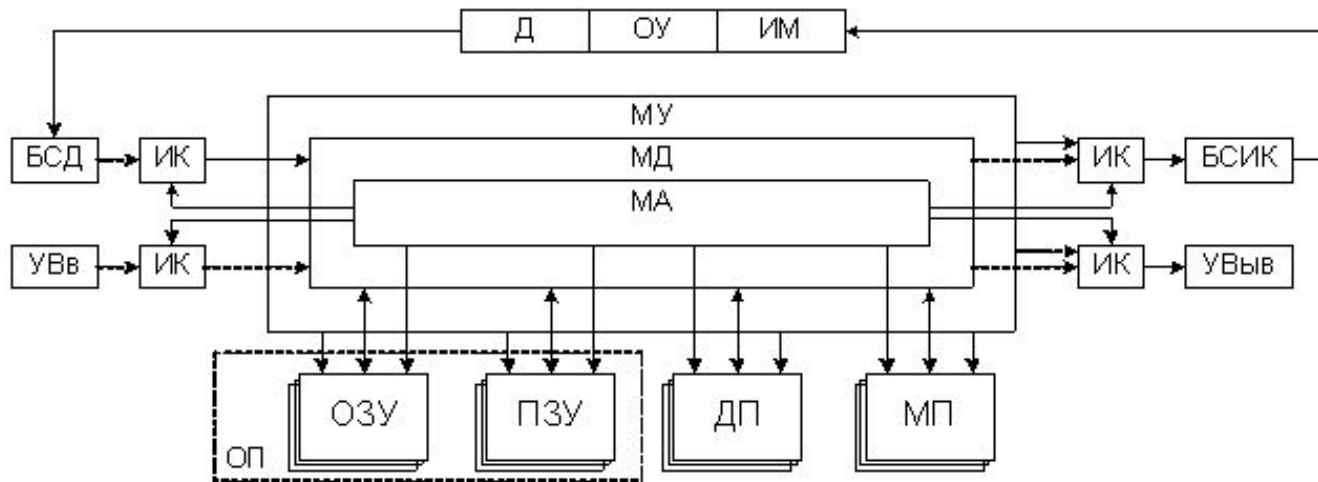 Д ОУ ИМ
МУ
БСД ИК МД ИК БСИК
МА
УВв ИК ИК УВыв
ОЗУ ПЗУ ДП МП
ОП